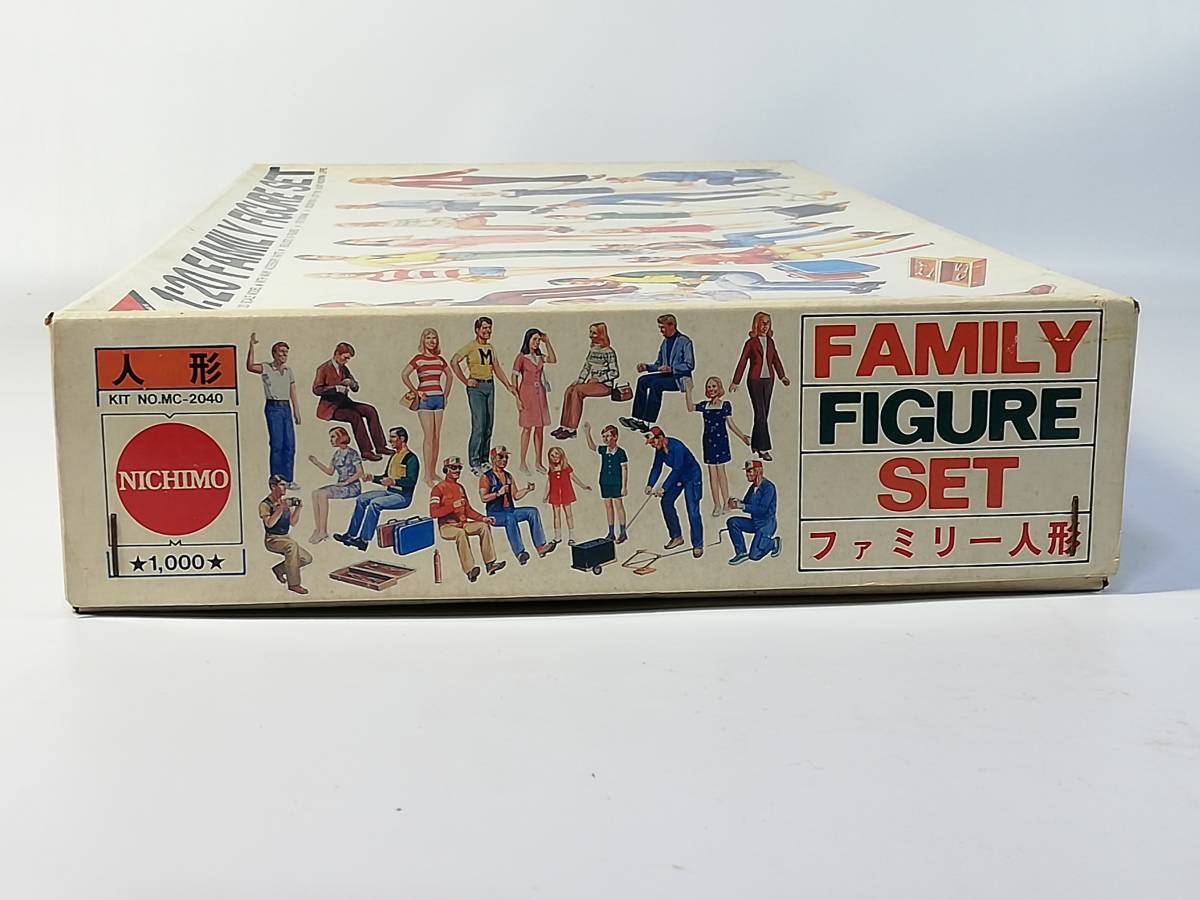 1:20 FAMILY FIGURE SET
人形
KIT NO.MC-2040
NICHIMO
★1,000★
M
FAMILY
FIGURE
SET
ファミリー人形